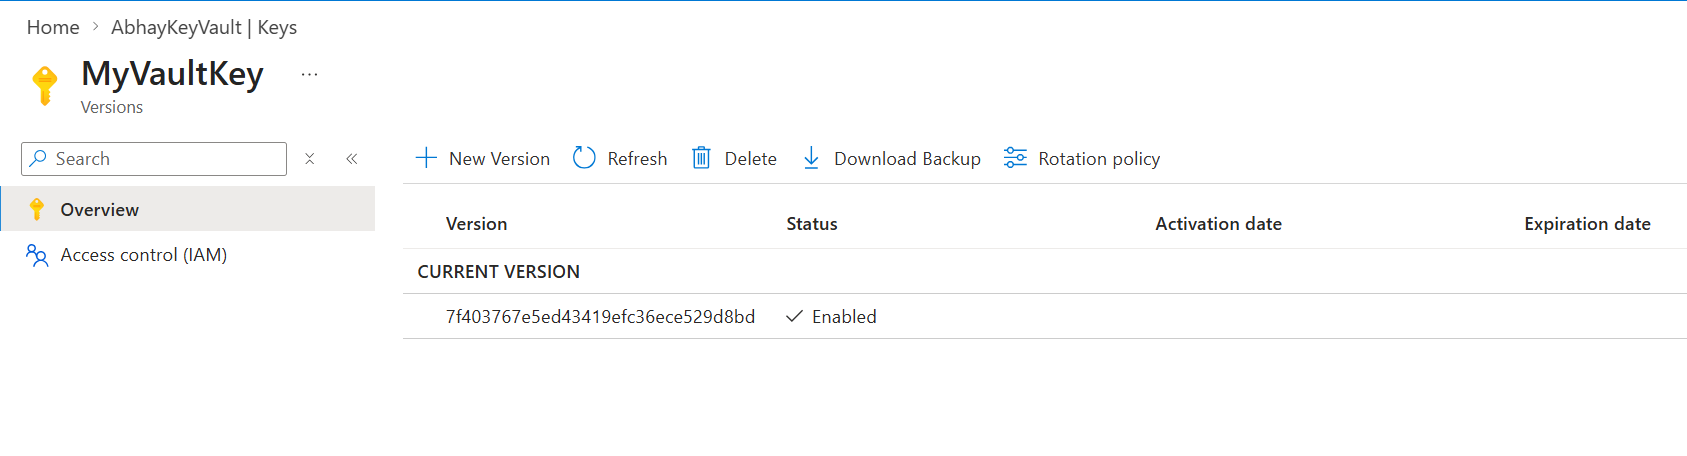 Home > AbhayKeyVault | Keys
MyVaultKey ...
Versions
Search
Overview
Access control (IAM)
New Version Refresh Delete Download Backup Rotation policy
Version Status Activation date Expiration date
CURRENT VERSION
7f403767e5ed43419efc36ece529d8bd Enabled